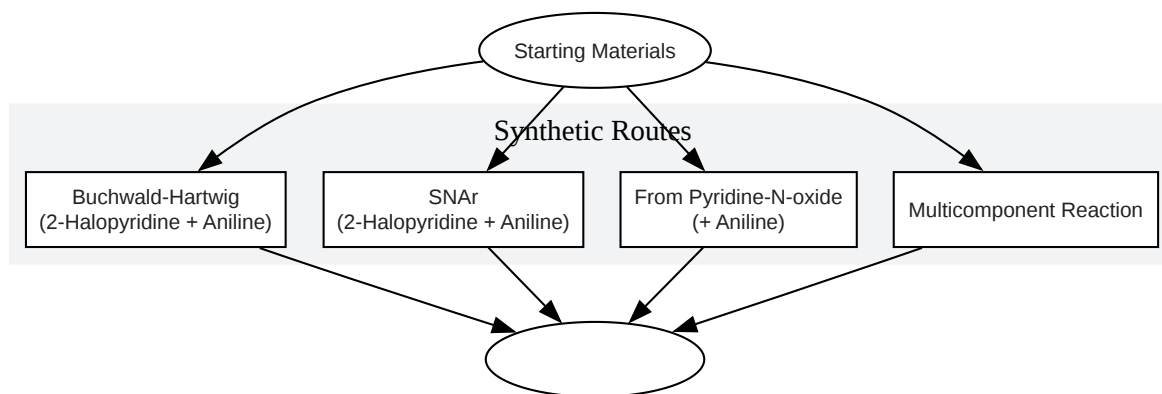 Starting Materials
Synthetic Routes
Buchwald-Hartwig
(2-Halopyridine + Aniline)
SNAr
(2-Halopyridine + Aniline)
From Pyridine-N-oxide
(+ Aniline)
Multicomponent Reaction